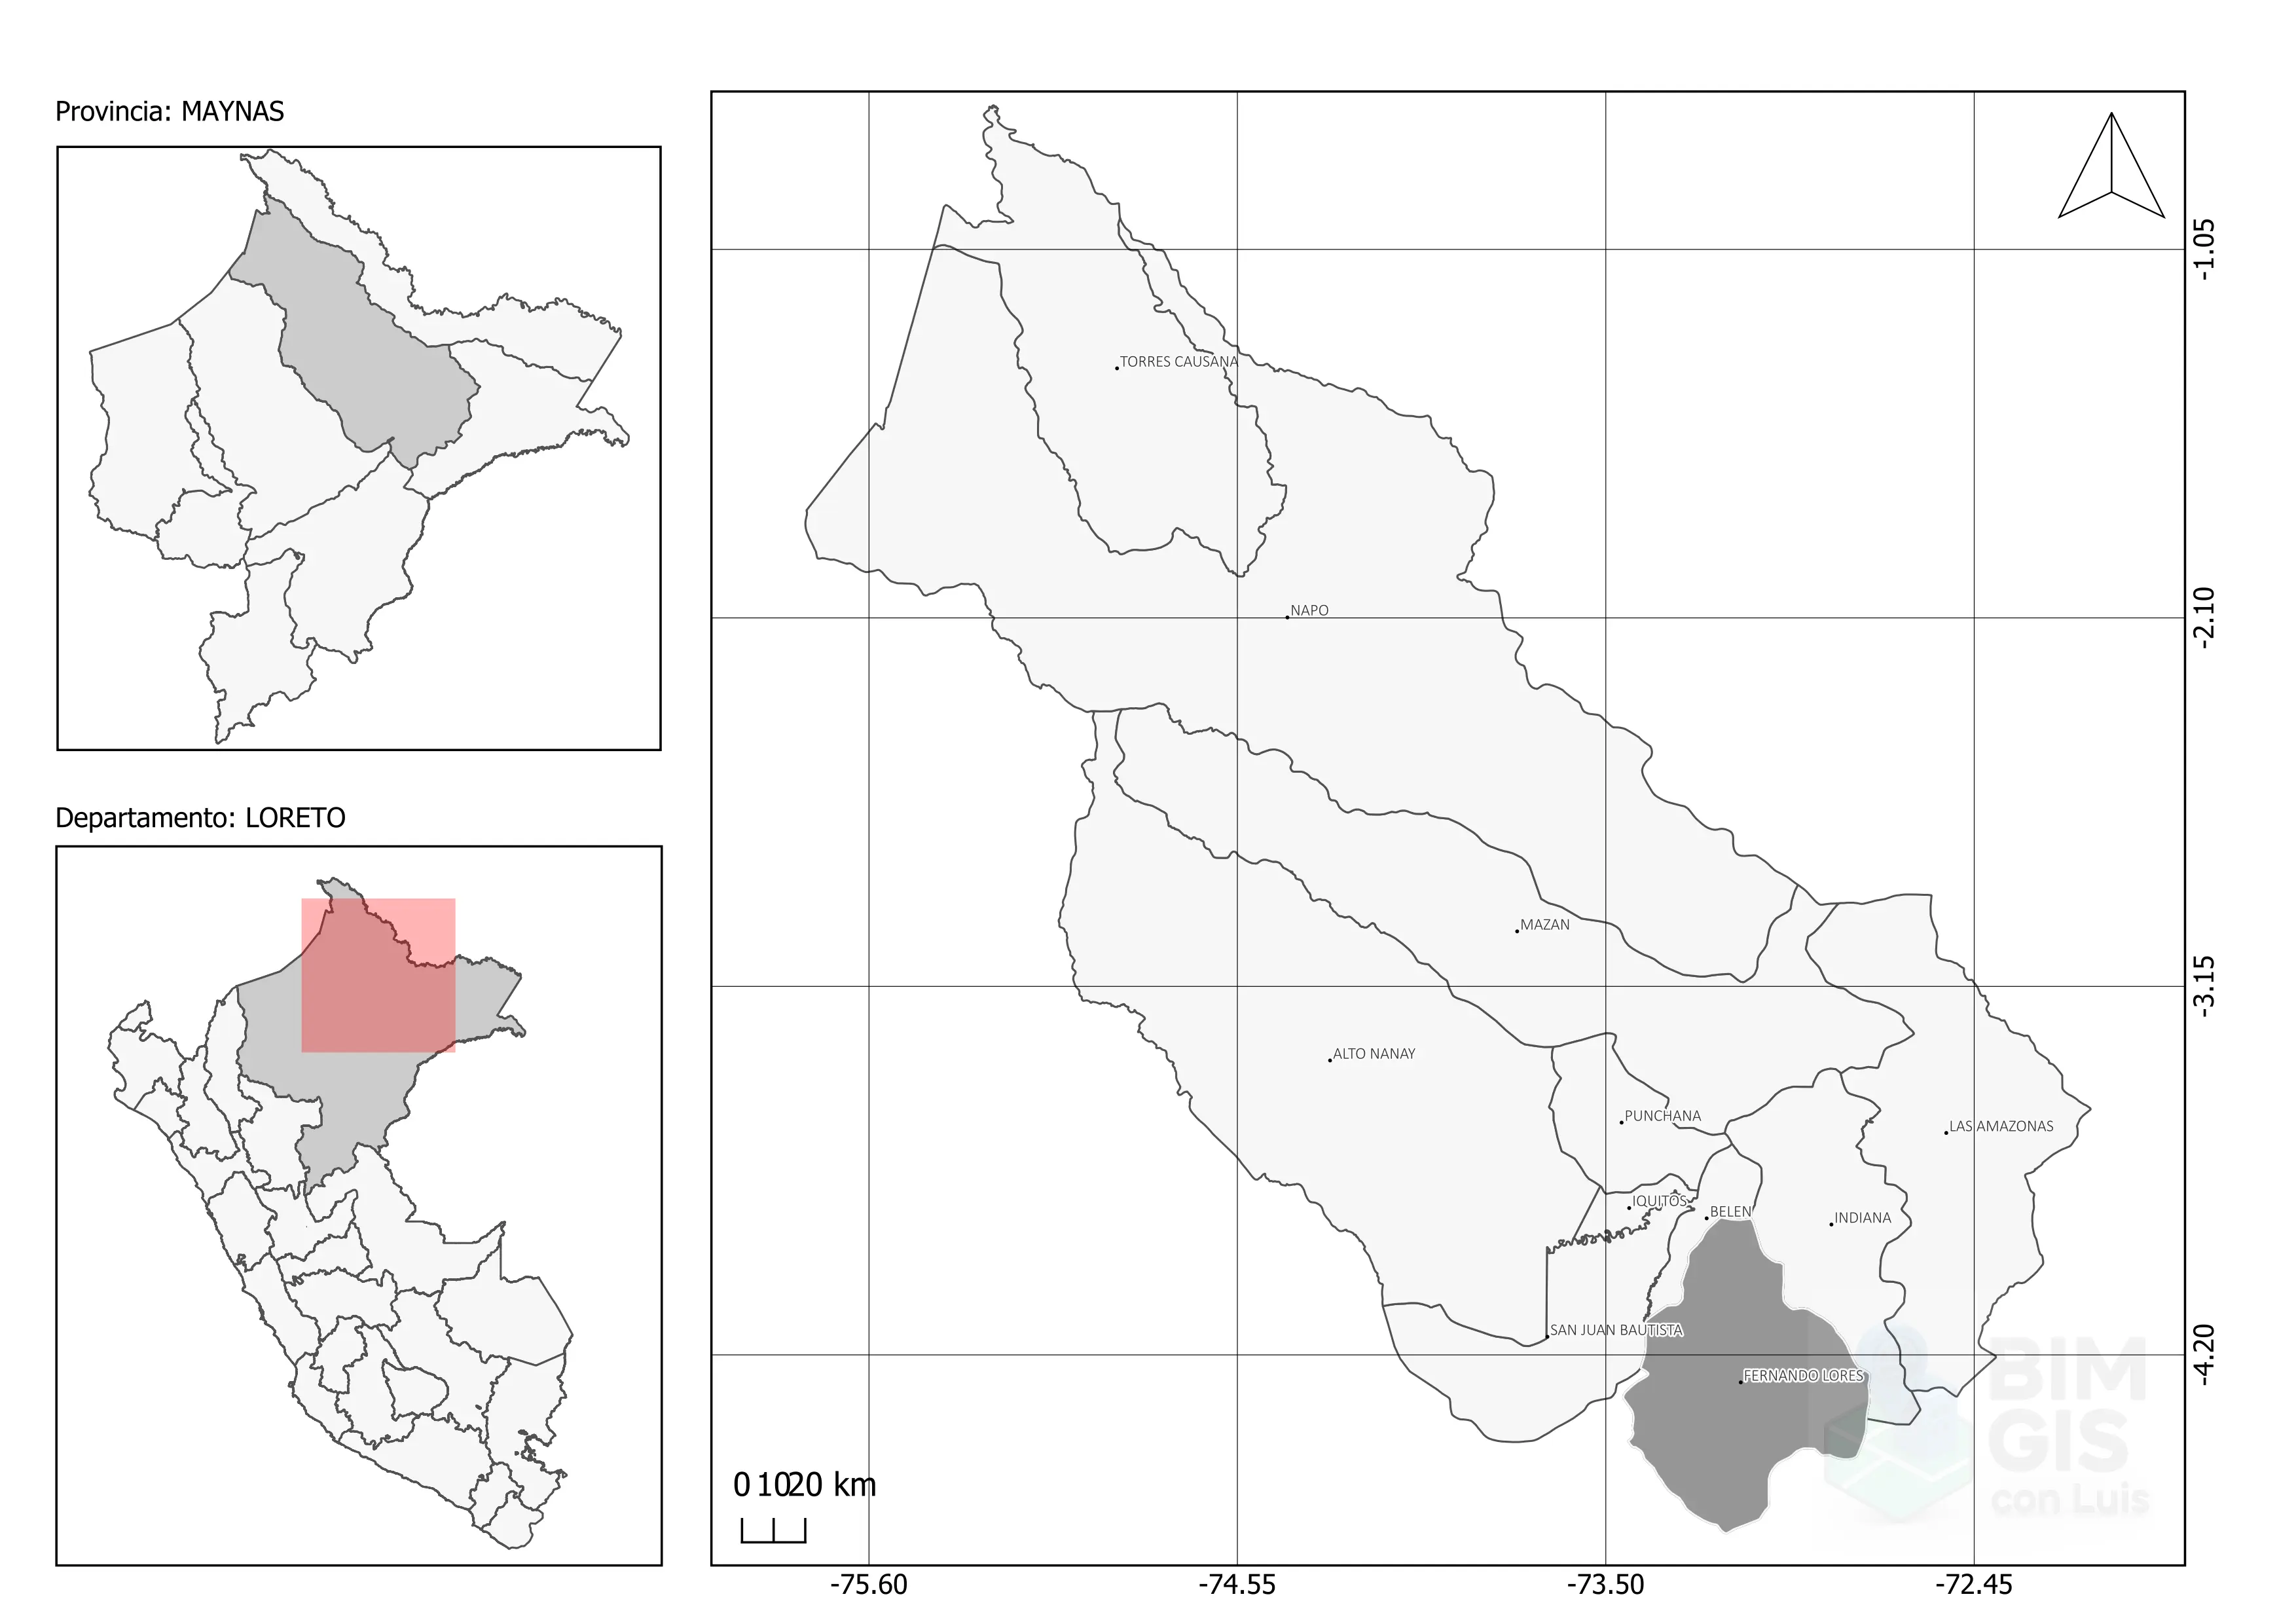 Provincia: MAYNAS
Departamento: LORETO
TORRES CAUSANA
NAPO
MAZAN
ALTO NANAY
PUNCHANA
LAS AMAZONAS
IQUITOS
BELEN
INDIANA
SAN JUAN BAUTISTA
FERNANDO LORES
-1.05
-2.10
-3.15
-4.20
BIM
GIS
con Luis
0 10 20 km
-75.60 -74.55 -73.50 -72.45